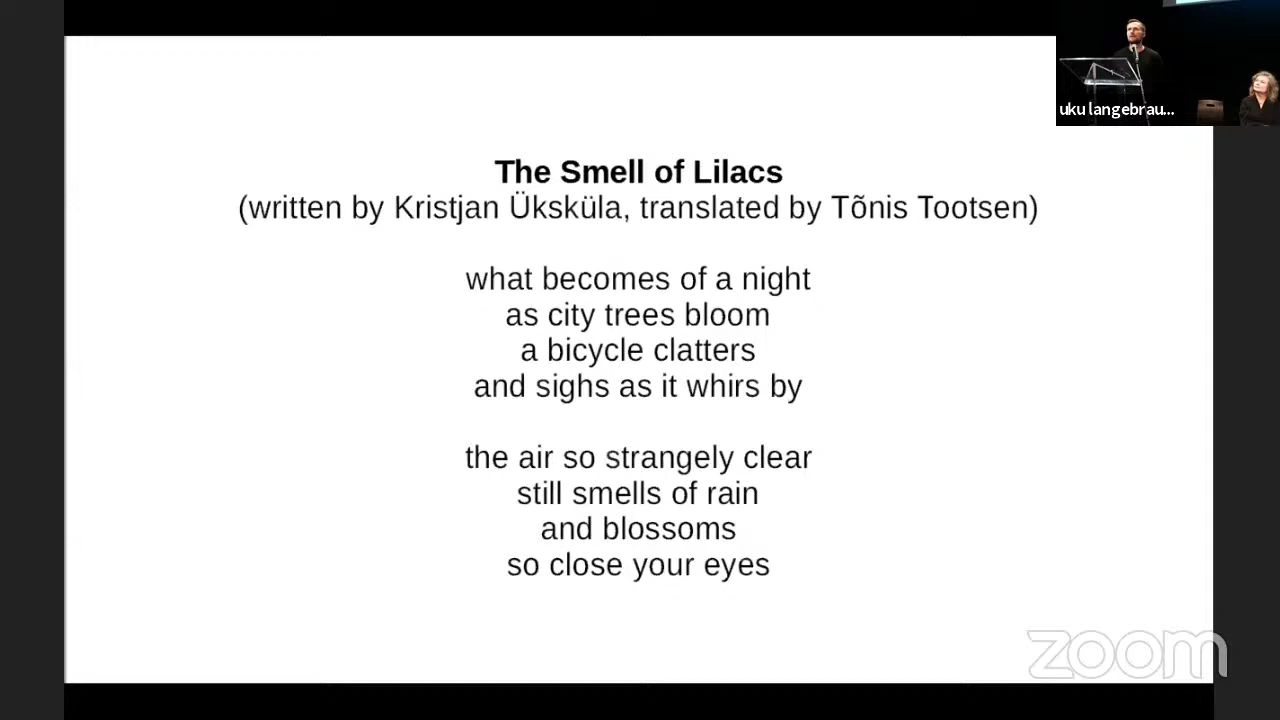 The Smell of Lilacs
(written by Kristjan Üksküla, translated by Tõnis Tootsen)
what becomes of a night
as city trees bloom
a bicycle clatters
and sighs as it whirs by
the air so strangely clear
still smells of rain
and blossoms
so close your eyes
uku langebrau...
zoom